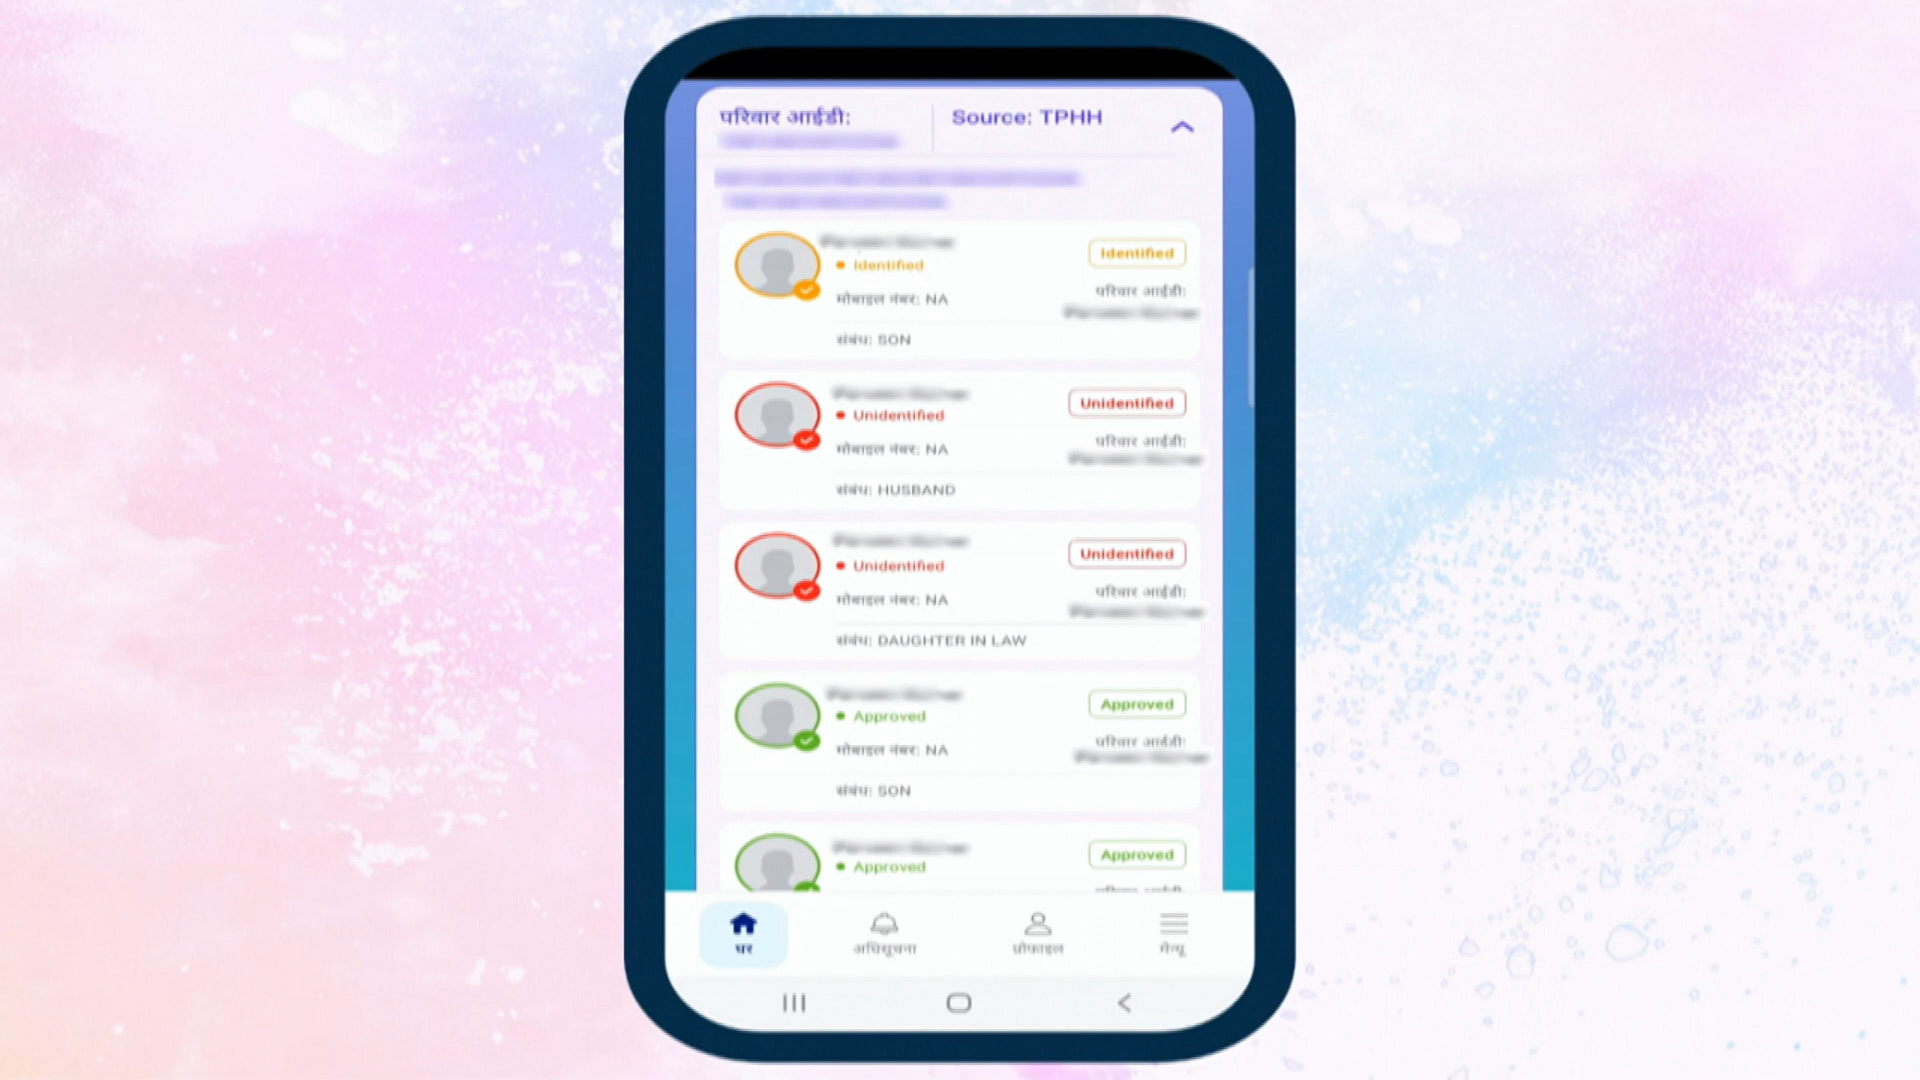 परिवार आईडी:
Source: TPHH
Identified
Identified
मोबाइल नंबर: NA
परिवार आईडी:
संबंध: SON
Unidentified
Unidentified
मोबाइल नंबर: NA
परिवार आईडी:
संबंध: HUSBAND
Unidentified
Unidentified
मोबाइल नंबर: NA
परिवार आईडी:
संबंध: DAUGHTER IN LAW
Approved
Approved
मोबाइल नंबर: NA
परिवार आईडी:
संबंध: SON
Approved
Approved
घर
अधिसूचना
प्रोफाइल
मेन्यू